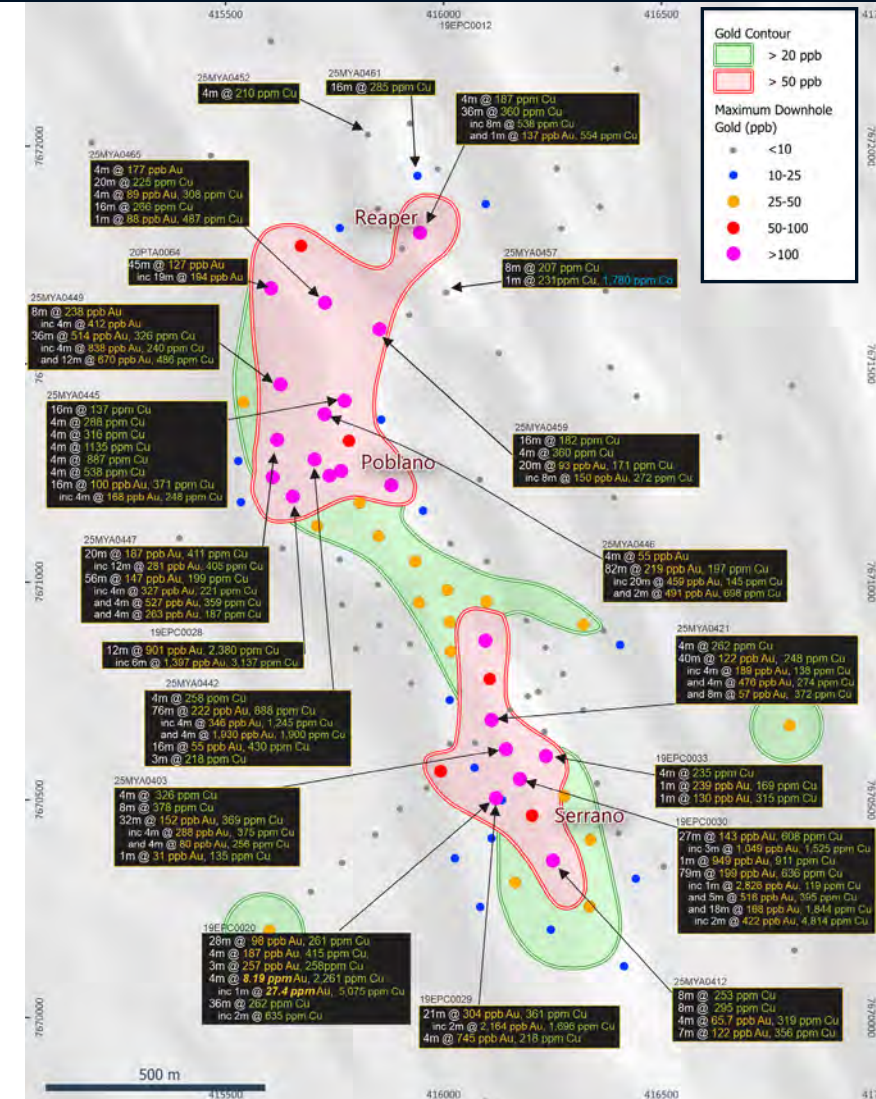 415500
416000
416500
19EPC0012
Gold Contour
> 20 ppb
> 50 ppb
Maximum Downhole
Gold (ppb)
<10
10-25
25-50
50-100
>100
25MYA0452
4m @ 210 ppm Cu
25MYA0461
16m @ 285 ppm Cu
4m @ 187 ppm Cu
36m @ 360 ppm Cu
inc 8m @ 538 ppm Cu
and 1m @ 137 ppb Au, 554 ppm Cu
7672000
7672000
25MYA0465
4m @ 177 ppb Au
20m @ 225 ppm Cu
4m @ 89 ppb Au, 308 ppm Cu
16m @ 266 ppm Cu
1m @ 88 ppb Au, 487 ppm Cu
Reaper
20PTA0064
45m @ 127 ppb Au
inc 19m @ 194 ppb Au
25MYA0457
8m @ 207 ppm Cu
1m @ 231ppm Cu, 1,780 ppm Co
25MYA0449
8m @ 238 ppb Au
inc 4m @ 412 ppb Au
36m @ 514 ppb Au, 326 ppm Cu
inc 4m @ 838 ppb Au, 240 ppm Cu
and 12m @ 670 ppb Au, 486 ppm Cu
7671500
25MYA0445
16m @ 137 ppm Cu
4m @ 288 ppm Cu
4m @ 316 ppm Cu
4m @ 1135 ppm Cu
4m @ 887 ppm Cu
4m @ 538 ppm Cu
16m @ 100 ppb Au, 371 ppm Cu
inc 4m @ 168 ppb Au, 248 ppm Cu
25MYA0459
16m @ 182 ppm Cu
4m @ 360 ppm Cu
20m @ 93 ppb Au, 171 ppm Cu
inc 8m @ 150 ppb Au, 272 ppm Cu
Poblano
25MYA0447
20m @ 187 ppb Au, 411 ppm Cu
inc 12m @ 281 ppb Au, 405 ppm Cu
56m @ 147 ppb Au, 199 ppm Cu
inc 4m @ 327 ppb Au, 221 ppm Cu
and 4m @ 527 ppb Au, 359 ppm Cu
and 4m @ 263 ppb Au, 187 ppm Cu
25MYA0446
4m @ 55 ppb Au
82m @ 219 ppb Au, 197 ppm Cu
inc 20m @ 459 ppb Au, 145 ppm Cu
and 2m @ 491 ppb Au, 698 ppm Cu
7671000
7671000
19EPC0028
12m @ 901 ppb Au, 2,380 ppm Cu
inc 6m @ 1,397 ppb Au, 3,137 ppm Cu
25MYA0421
4m @ 262 ppm Cu
40m @ 122 ppb Au, 248 ppm Cu
inc 4m @ 189 ppb Au, 138 ppm Cu
and 4m @ 476 ppb Au, 274 ppm Cu
and 8m @ 57 ppb Au, 372 ppm Cu
25MYA0442
4m @ 258 ppm Cu
76m @ 222 ppb Au, 888 ppm Cu
inc 4m @ 346 ppb Au, 1,245 ppm Cu
and 4m @ 1,930 ppb Au, 1,900 ppm Cu
16m @ 55 ppb Au, 430 ppm Cu
3m @ 218 ppm Cu
19EPC0033
4m @ 235 ppm Cu
1m @ 239 ppb Au, 169 ppm Cu
1m @ 130 ppb Au, 315 ppm Cu
25MYA0403
4m @ 326 ppm Cu
8m @ 378 ppm Cu
32m @ 152 ppb Au, 369 ppm Cu
inc 4m @ 288 ppb Au, 375 ppm Cu
and 4m @ 80 ppb Au, 256 ppm Cu
1m @ 31 ppb Au, 135 ppm Cu
7670500
7670500
Serrano
19EPC0030
27m @ 143 ppb Au, 608 ppm Cu
inc 3m @ 1,049 ppb Au, 1,525 ppm Cu
1m @ 949 ppb Au, 911 ppm Cu
79m @ 199 ppb Au, 636 ppm Cu
inc 1m @ 2,828 ppb Au, 119 ppm Cu
and 5m @ 516 ppb Au, 395 ppm Cu
and 18m @ 168 ppb Au, 1,844 ppm Cu
inc 2m @ 422 ppb Au, 4,814 ppm Cu
19EPC0020
28m @ 98 ppb Au, 261 ppm Cu
4m @ 187 ppb Au, 415 ppm Cu,
3m @ 257 ppb Au, 258ppm Cu
4m @ 8.19 ppm Au, 2,261 ppm Cu
inc 1m @ 27.4 ppm Au, 5,075 ppm Cu
36m @ 262 ppm Cu
inc 2m @ 635 ppm Cu
19EPC0029
21m @ 304 ppb Au, 361 ppm Cu
inc 2m @ 2,164 ppb Au, 1,696 ppm Cu
4m @ 745 ppb Au, 218 ppm Cu
25MYA0412
8m @ 253 ppm Cu
8m @ 295 ppm Cu
4m @ 65.7 ppb Au, 319 ppm Cu
7m @ 122 ppb Au, 356 ppm Cu
7670000
7670000
500 m
415500
416000
416500